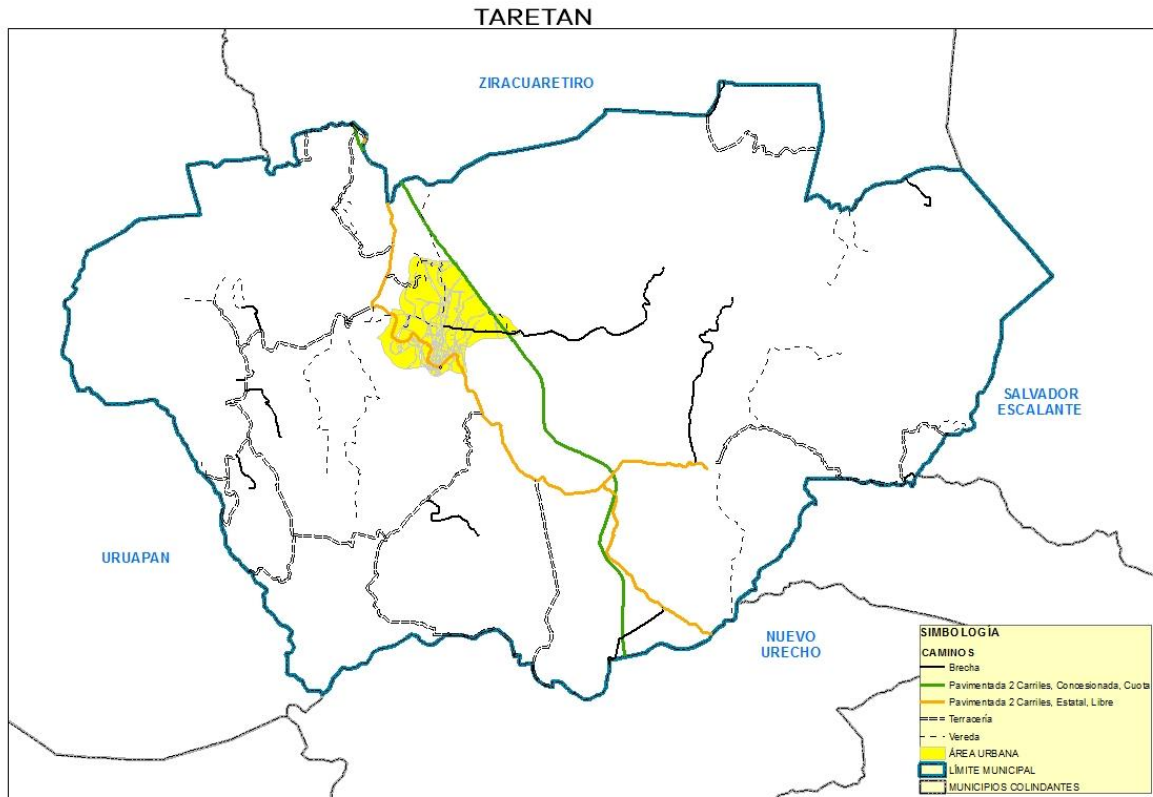 TARETAN
ZIRACUARETIRO
SALVADOR
ESCALANTE
URUAPAN
NUEVO
URECHO
SIMBOLOGÍA
CAMINOS
Brecha
Pavimentada 2 Carriles, Concesionada, Cuota
Pavimentada 2 Carriles, Estatal, Libre
Terracería
Vereda
ÁREA URBANA
LÍMITE MUNICIPAL
MUNICIPIOS COLINDANTES